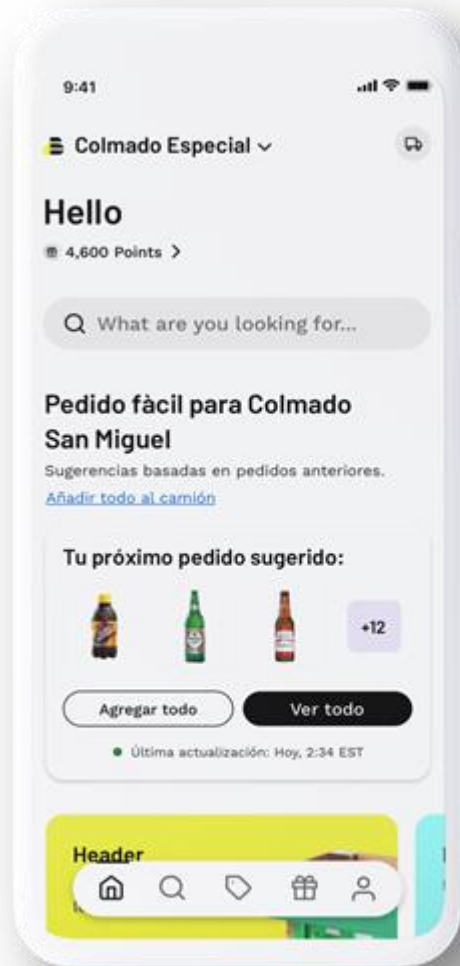 9:41
Colmado Especial
Hello
4,600 Points
What are you looking for...
Pedido fàcil para Colmado
San Miguel
Sugerencias basadas en pedidos anteriores.
Añadir todo al camión
Tu próximo pedido sugerido:
+12
Agregar todo
Ver todo
Última actualización: Hoy, 2:34 EST
Header